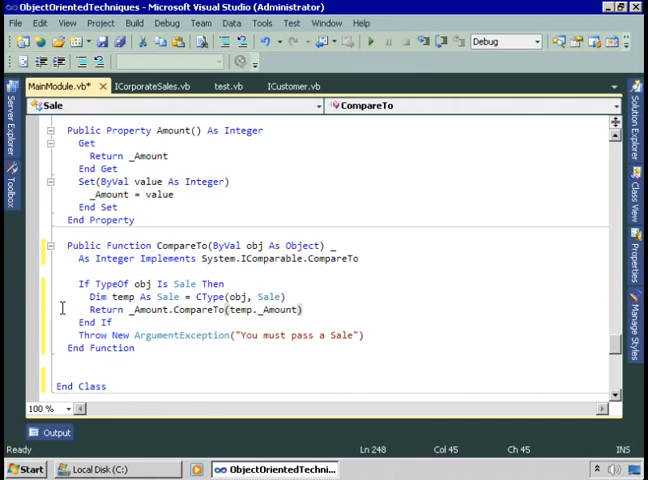 ObjectOrientedTechniques - Microsoft Visual Studio (Administrator)
File Edit View Project Build Debug Team Data Tools Test Window Help
Debug
MainModule.vb* ICorporateSales.vb test.vb ICustomer.vb
Sale CompareTo
Server Explorer
Toolbox
Solution Explorer
Class View
Properties
Manage Styles
Public Property Amount() As Integer
Get
Return _Amount
End Get
Set(ByVal value As Integer)
_Amount = value
End Set
End Property
Public Function CompareTo(ByVal obj As Object) _
As Integer Implements System.IComparable.CompareTo
If TypeOf obj Is Sale Then
Dim temp As Sale = CType(obj, Sale)
Return _Amount.CompareTo(temp._Amount)
End If
Throw New ArgumentException("You must pass a Sale")
End Function
End Class
100 %
Output
Ready Ln 248 Col 45 Ch 45 INS
Start Local Disk (C:) ObjectOrientedTechni...